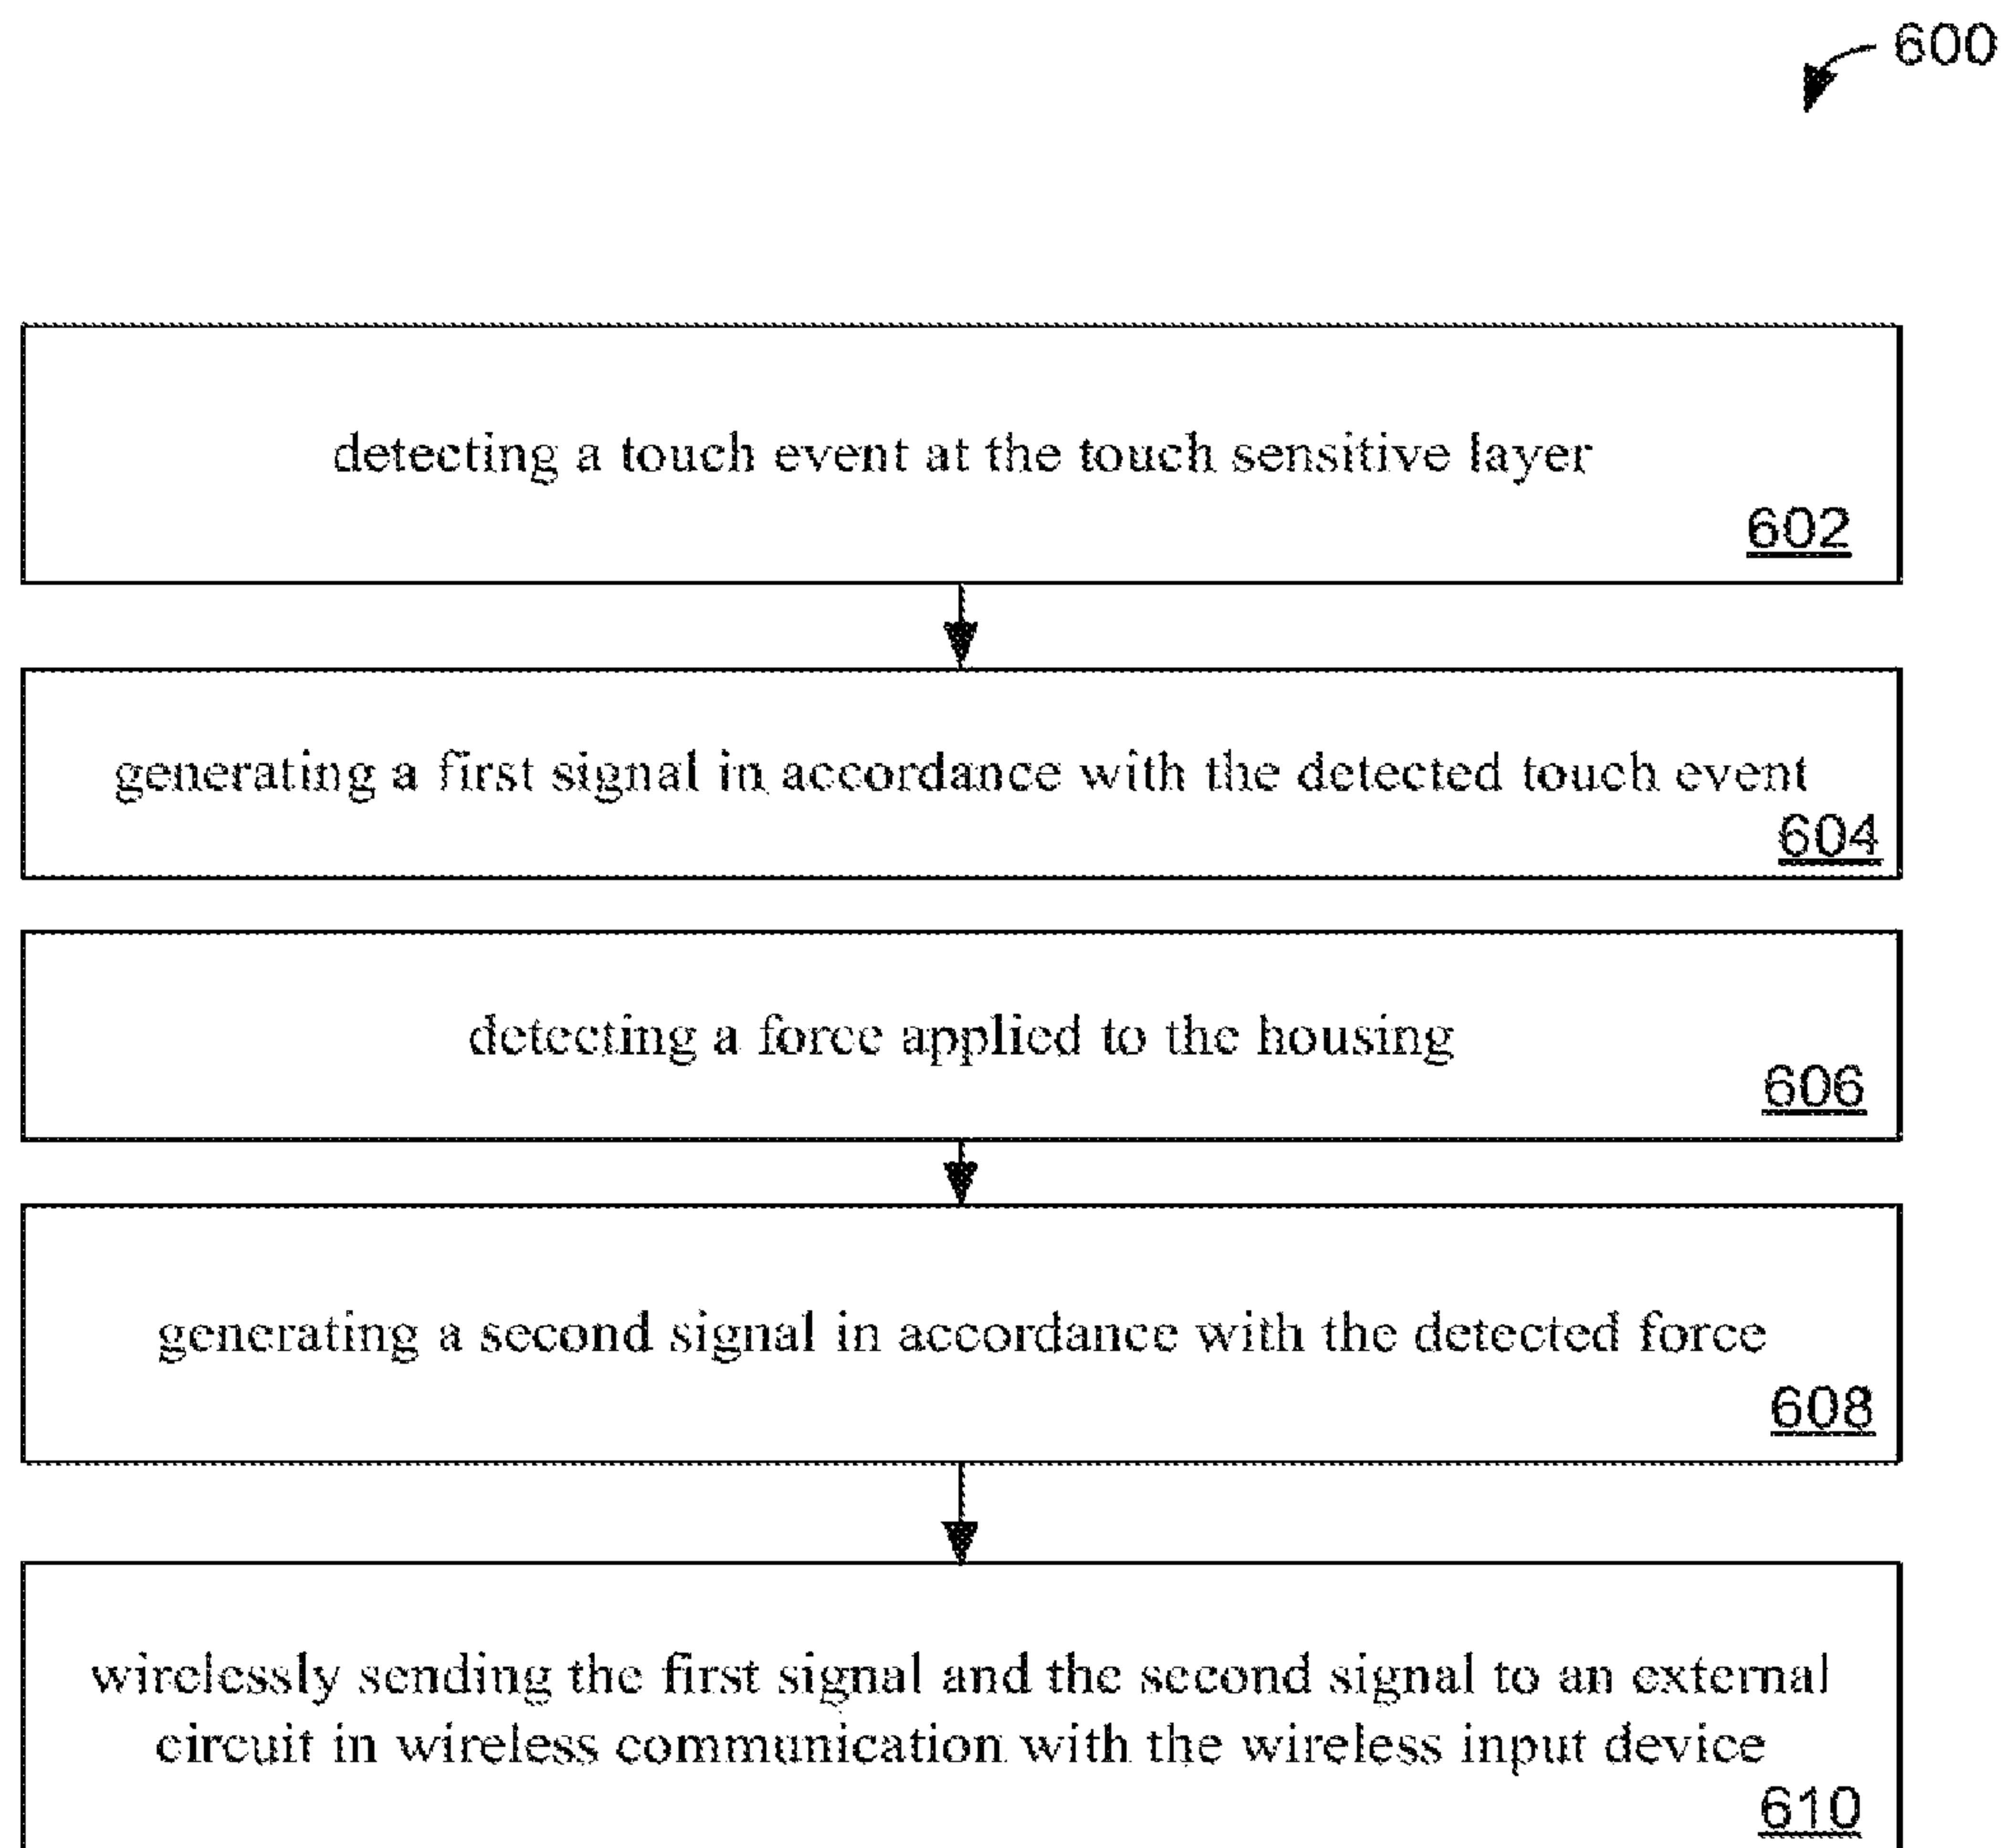 600
detecting a touch event at the touch sensitive layer
602
generating a first signal in accordance with the detected touch event
604
detecting a force applied to the housing
606
generating a second signal in accordance with the detected force
608
wirelessly sending the first signal and the second signal to an external
circuit in wireless communication with the wireless input device
610